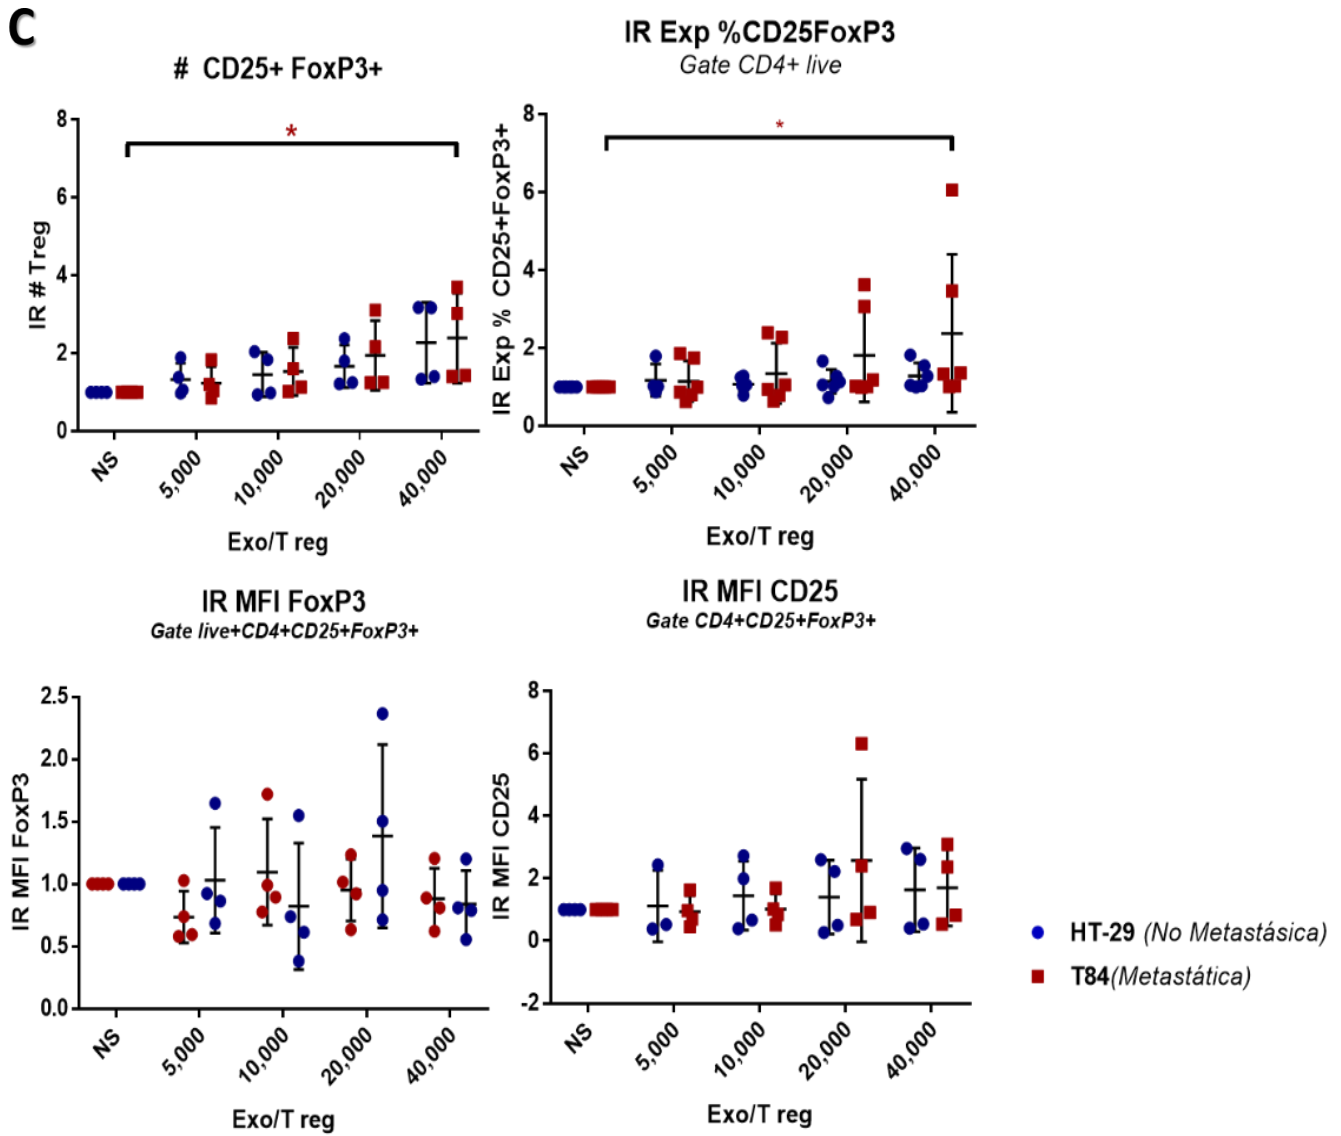 C
# CD25+ FoxP3+
IR # Treg
8
6
4
2
0
*
NS
5,000
10,000
20,000
40,000
Exo/T reg
IR Exp %CD25FoxP3
Gate CD4+ live
IR Exp % CD25+FoxP3+
8
6
4
2
0
*
NS
5,000
10,000
20,000
40,000
Exo/T reg
IR MFI FoxP3
Gate live+CD4+CD25+FoxP3+
IR MFI FoxP3
2.5
2.0
1.5
1.0
0.5
0.0
NS
5,000
10,000
20,000
40,000
Exo/T reg
IR MFI CD25
Gate CD4+CD25+FoxP3+
IR MFI CD25
8
6
4
2
0
-2
NS
5,000
10,000
20,000
40,000
Exo/T reg
HT-29 (No Metastásica)
T84(Metastática)